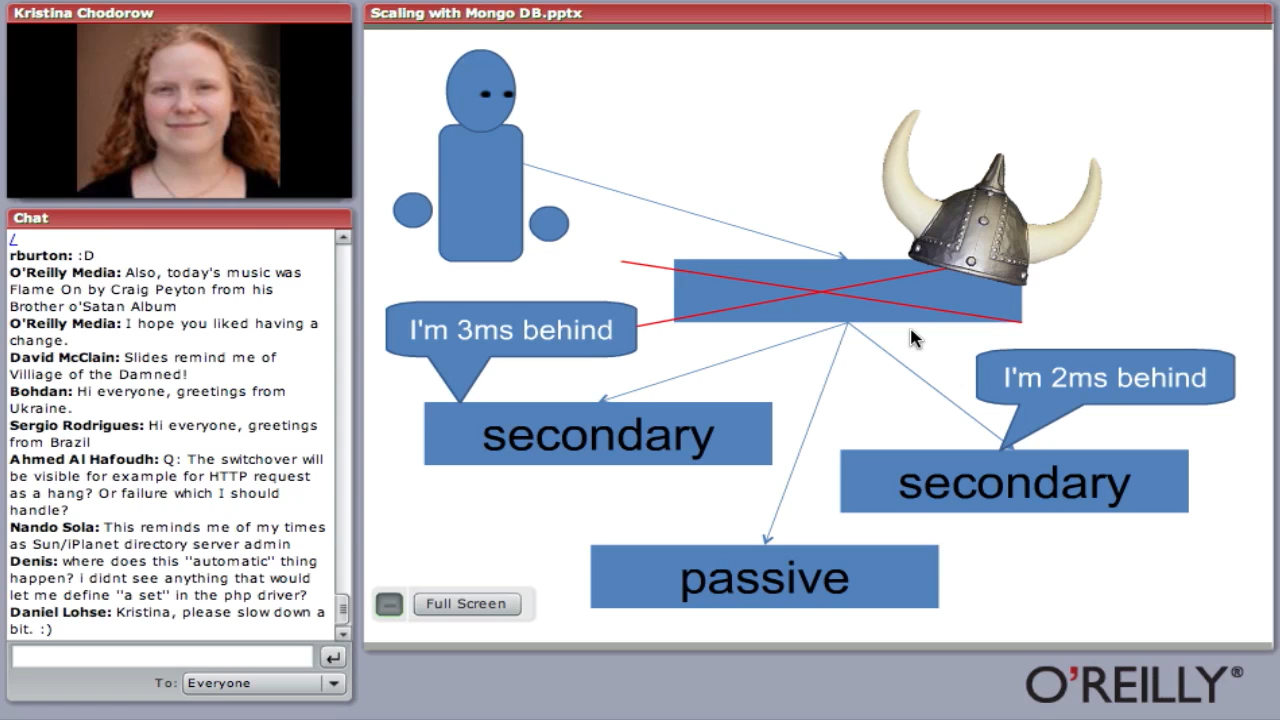 Kristina Chodorow
Scaling with Mongo DB.pptx
Chat
/
rburton: :D
O'Reilly Media: Also, today's music was
Flame On by Craig Peyton from his
Brother o'Satan Album
O'Reilly Media: I hope you liked having a
change.
David McClain: Slides remind me of
Villiage of the Damned!
Bohdan: Hi everyone, greetings from
Ukraine.
Sergio Rodrigues: Hi everyone, greetings
from Brazil
Ahmed Al Hafoudh: Q: The switchover will
be visible for example for HTTP request
as a hang? Or failure which I should
handle?
Nando Sola: This reminds me of my times
as Sun/iPlanet directory server admin
Denis: where does this "automatic" thing
happen? i didnt see anything that would
let me define "a set" in the php driver?
Daniel Lohse: Kristina, please slow down a
bit. :)
To: Everyone
I'm 3ms behind
I'm 2ms behind
secondary
secondary
passive
Full Screen
O'REILLY®